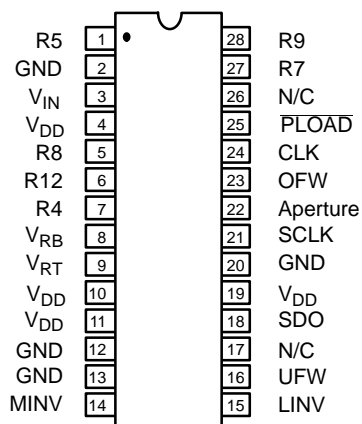 R5 1 28 R9
GND 2 27 R7
VIN 3 26 N/C
VDD 4 25 PLOAD
R8 5 24 CLK
R12 6 23 OFW
R4 7 22 Aperture
VRB 8 21 SCLK
VRT 9 20 GND
VDD 10 19 VDD
VDD 11 18 SDO
GND 12 17 N/C
GND 13 16 UFW
MINV 14 15 LINV